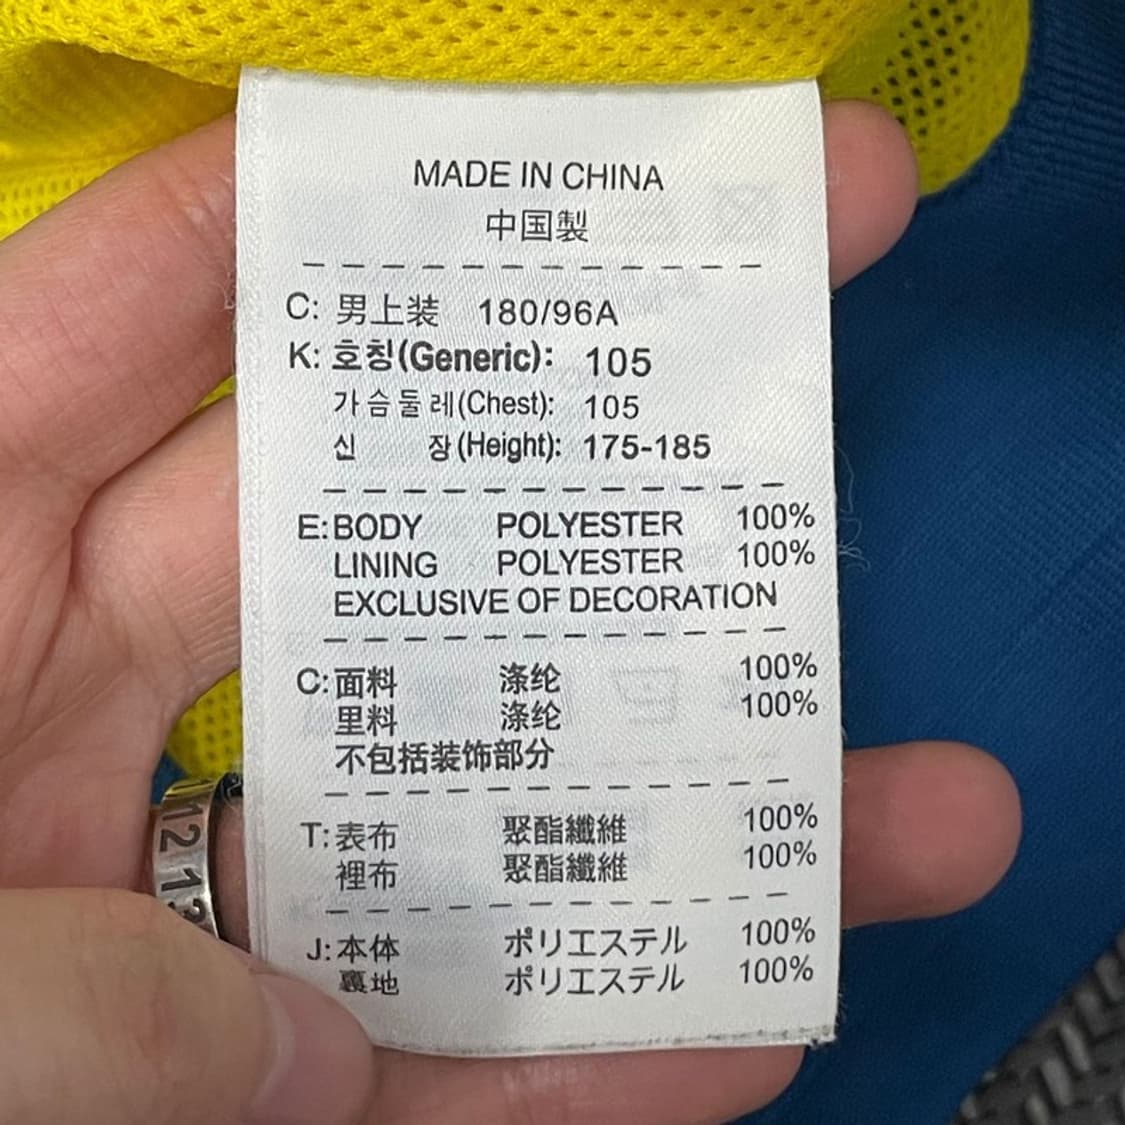 MADE IN CHINA
中国製
C: 男上装 180/96A
K: 호칭(Generic): 105
가슴둘레(Chest): 105
신 장(Height): 175-185
E: BODY POLYESTER 100%
LINING POLYESTER 100%
EXCLUSIVE OF DECORATION
C: 面料 涤纶 100%
里料 涤纶 100%
不包括装饰部分
T: 表布 聚酯纖維 100%
裡布 聚酯纖維 100%
J: 本体 ポリエステル 100%
裏地 ポリエステル 100%
12 13